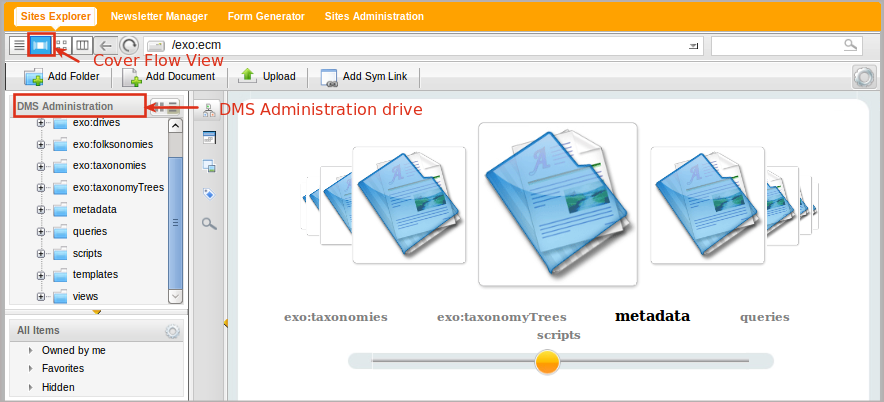 Sites Explorer Newsletter Manager Form Generator Sites Administration
/exo:ecm
Cover Flow View
Add Folder Add Document Upload Add Sym Link
DMS Administration
DMS Administration drive
exo:drives
exo:folksonomies
exo:taxonomies
exo:taxonomyTrees
metadata
queries
scripts
templates
views
exo:taxonomies exo:taxonomyTrees metadata queries
scripts
All Items
Owned by me
Favorites
Hidden